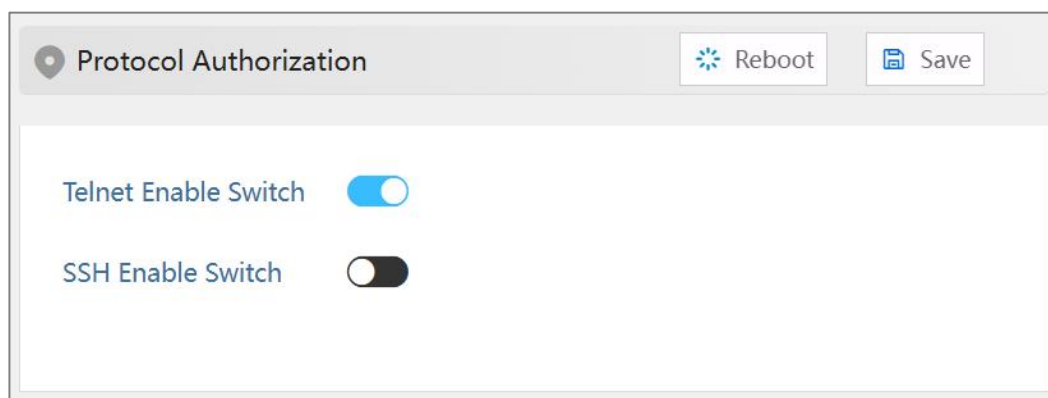 Protocol Authorization
Reboot
Save
Telnet Enable Switch
SSH Enable Switch